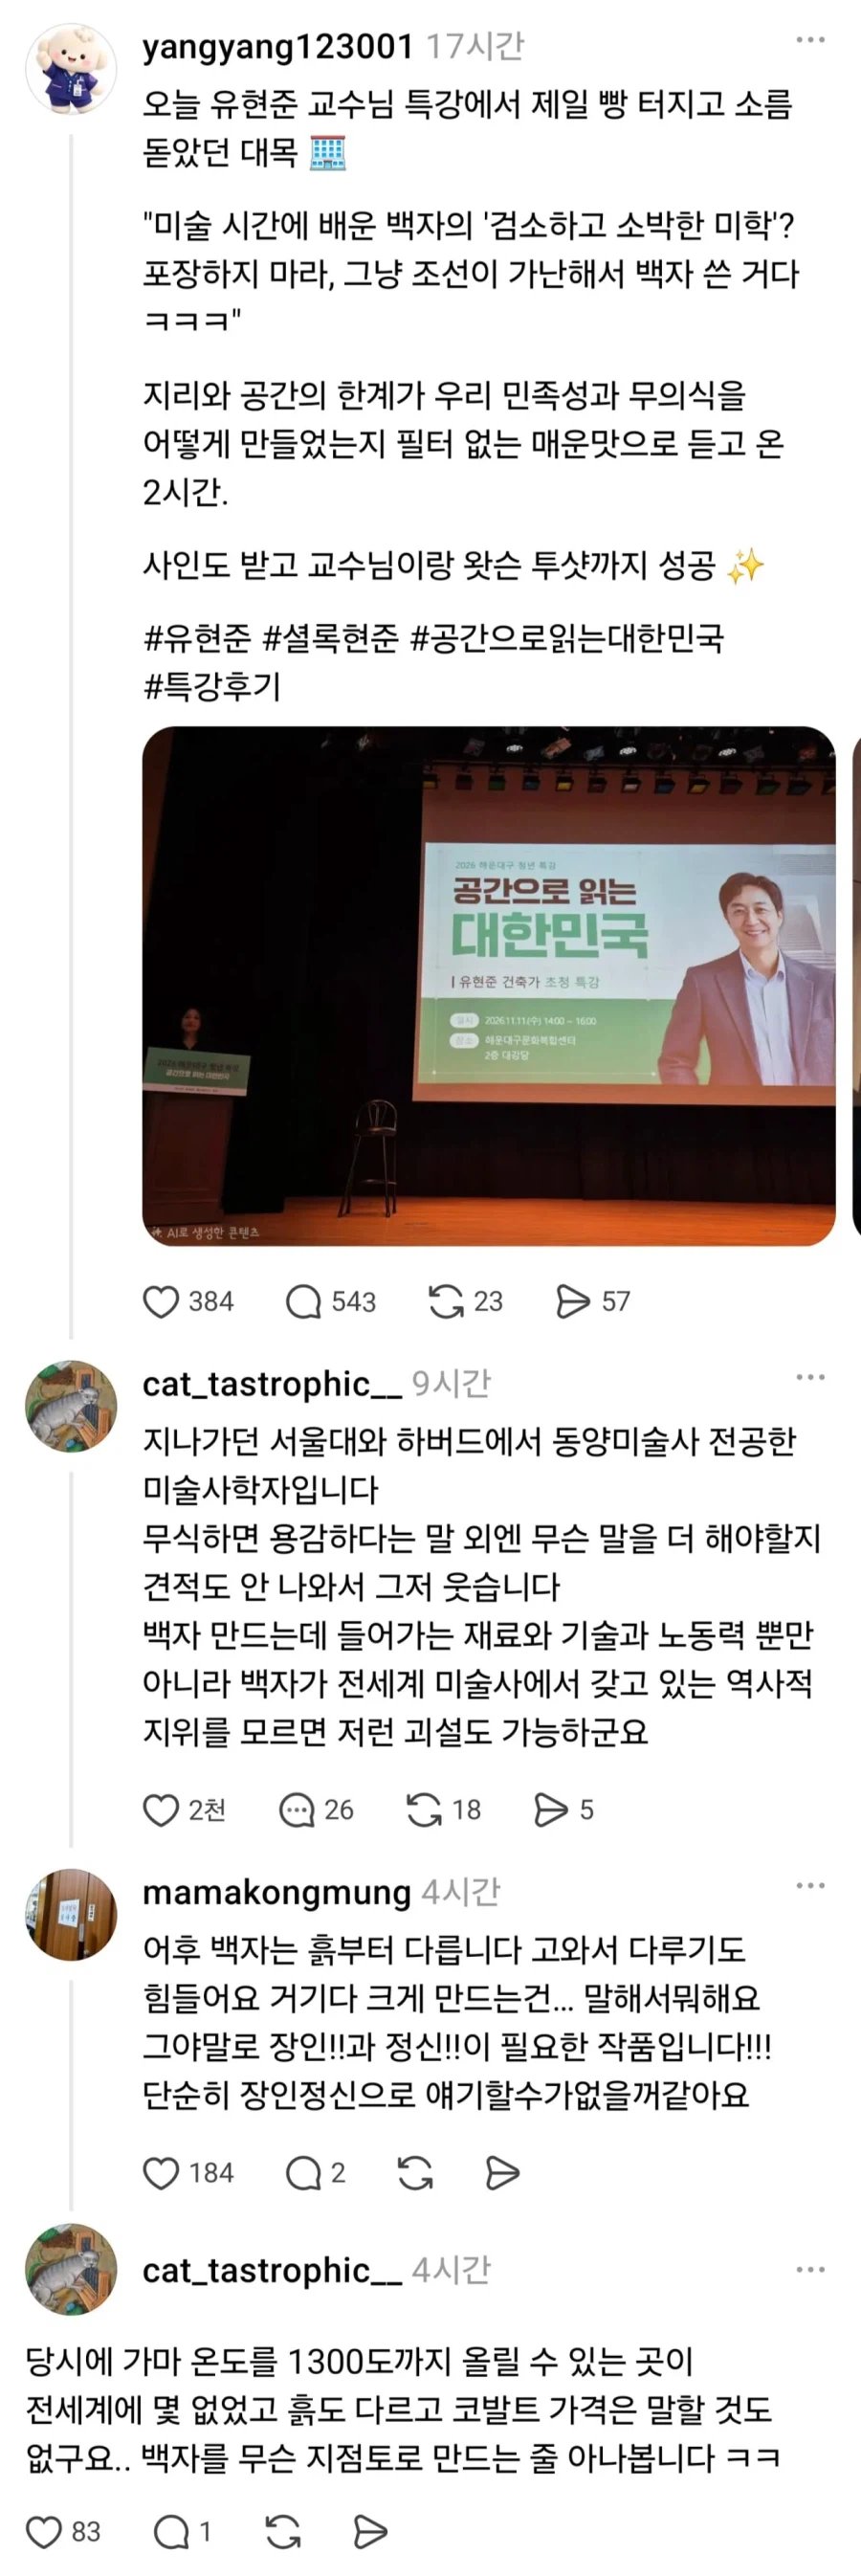 yangyang123001 17시간
오늘 유현준 교수님 특강에서 제일 빵 터지고 소름
돋았던 대목 🏢
"미술 시간에 배운 백자의 '검소하고 소박한 미학'?
포장하지 마라, 그냥 조선이 가난해서 백자 쓴 거다
ㅋㅋㅋ"
지리와 공간의 한계가 우리 민족성과 무의식을
어떻게 만들었는지 필터 없는 매운맛으로 듣고 온
2시간.
사인도 받고 교수님이랑 왓슨 투샷까지 성공 ✨
#유현준 #셜록현준 #공간으로읽는대한민국
#특강후기
2026 해운대구 청년 특강
공간으로 읽는
대한민국
유현준 건축가 초청 특강
일시 2026.11.11.(수) 14:00 ~ 16:00
장소 해운대구문화복합센터
2층 대강당
2026 해운대구 청년 특강
공간으로 읽는 대한민국
AI로 생성한 콘텐츠
384 543 23 57
cat_tastrophic__ 9시간
지나가던 서울대와 하버드에서 동양미술사 전공한
미술사학자입니다
무식하면 용감하다는 말 외엔 무슨 말을 더 해야할지
견적도 안 나와서 그저 웃습니다
백자 만드는데 들어가는 재료와 기술과 노동력 뿐만
아니라 백자가 전세계 미술사에서 갖고 있는 역사적
지위를 모르면 저런 괴설도 가능하군요
2천 26 18 5
mamakongmung 4시간
어후 백자는 흙부터 다릅니다 고와서 다루기도
힘들어요 거기다 크게 만드는건... 말해서뭐해요
그야말로 장인!!과 정신!!이 필요한 작품입니다!!!
단순히 장인정신으로 얘기할수가없을꺼같아요
184 2
cat_tastrophic__ 4시간
당시에 가마 온도를 1300도까지 올릴 수 있는 곳이
전세계에 몇 없었고 흙도 다르고 코발트 가격은 말할 것도
없구요.. 백자를 무슨 지점토로 만드는 줄 아나봅니다 ㅋㅋ
83 1